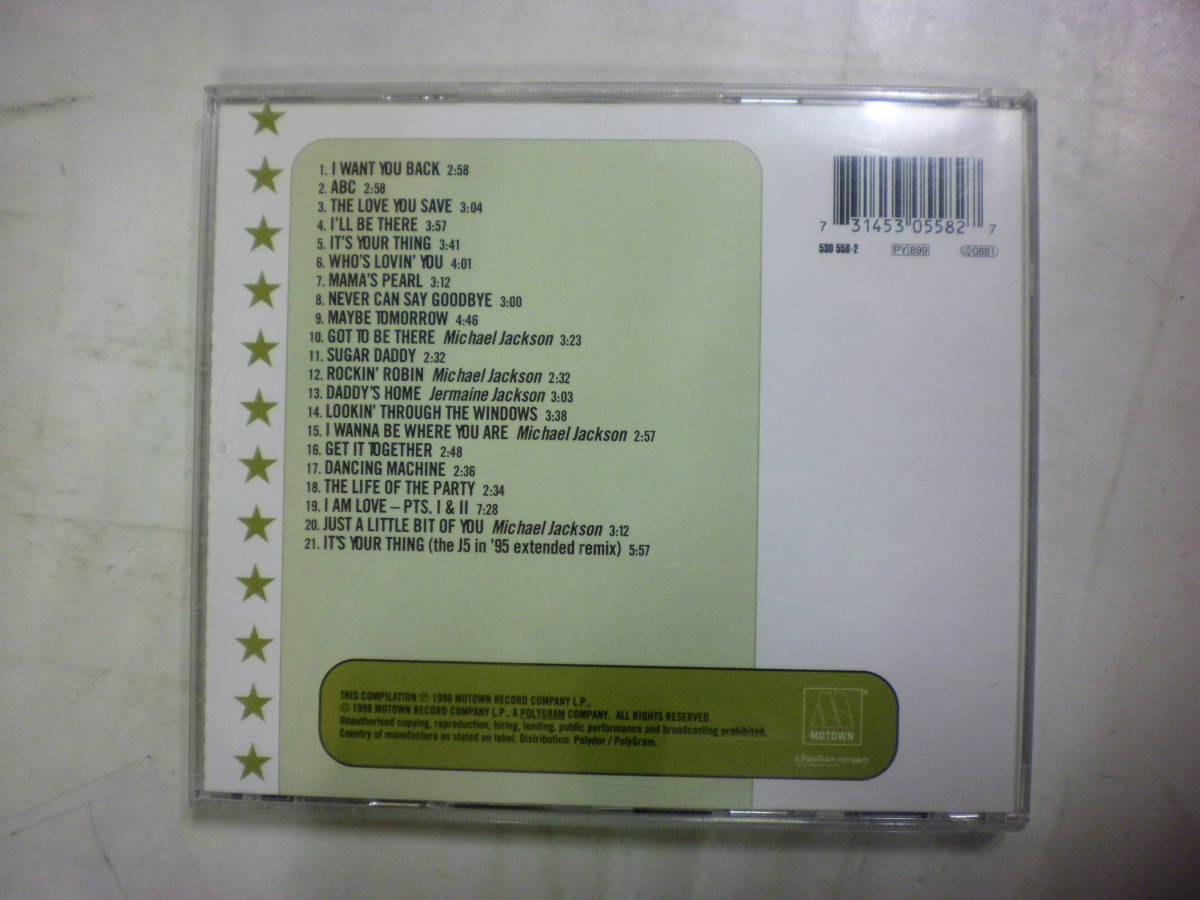 1. I WANT YOU BACK 2:58
2. ABC 2:58
3. THE LOVE YOU SAVE 3:04
4. I'LL BE THERE 3:57
5. IT'S YOUR THING 3:41
6. WHO'S LOVIN' YOU 4:01
7. MAMA'S PEARL 3:12
8. NEVER CAN SAY GOODBYE 3:00
9. MAYBE TOMORROW 4:46
10. GOT TO BE THERE Michael Jackson 3:23
11. SUGAR DADDY 2:32
12. ROCKIN' ROBIN Michael Jackson 2:32
13. DADDY'S HOME Jermaine Jackson 3:03
14. LOOKIN' THROUGH THE WINDOWS 3:38
15. I WANNA BE WHERE YOU ARE Michael Jackson 2:57
16. GET IT TOGETHER 2:48
17. DANCING MACHINE 2:36
18. THE LIFE OF THE PARTY 2:34
19. I AM LOVE – PTS. I & II 7:28
20. JUST A LITTLE BIT OF YOU Michael Jackson 3:12
21. IT'S YOUR THING (the J5 in '95 extended remix) 5:57
7 31453 05582 7
530 558-2 PY 899 LC 0881
THIS COMPILATION ℗ 1996 MOTOWN RECORD COMPANY L.P.,
© 1996 MOTOWN RECORD COMPANY L.P., A POLYGRAM COMPANY. ALL RIGHTS RESERVED.
Unauthorised copying, reproduction, hiring, lending, public performance and broadcasting prohibited.
Country of manufacture as stated on label. Distribution: Polydor / PolyGram.
M
®
MOTOWN
a PolyGram company